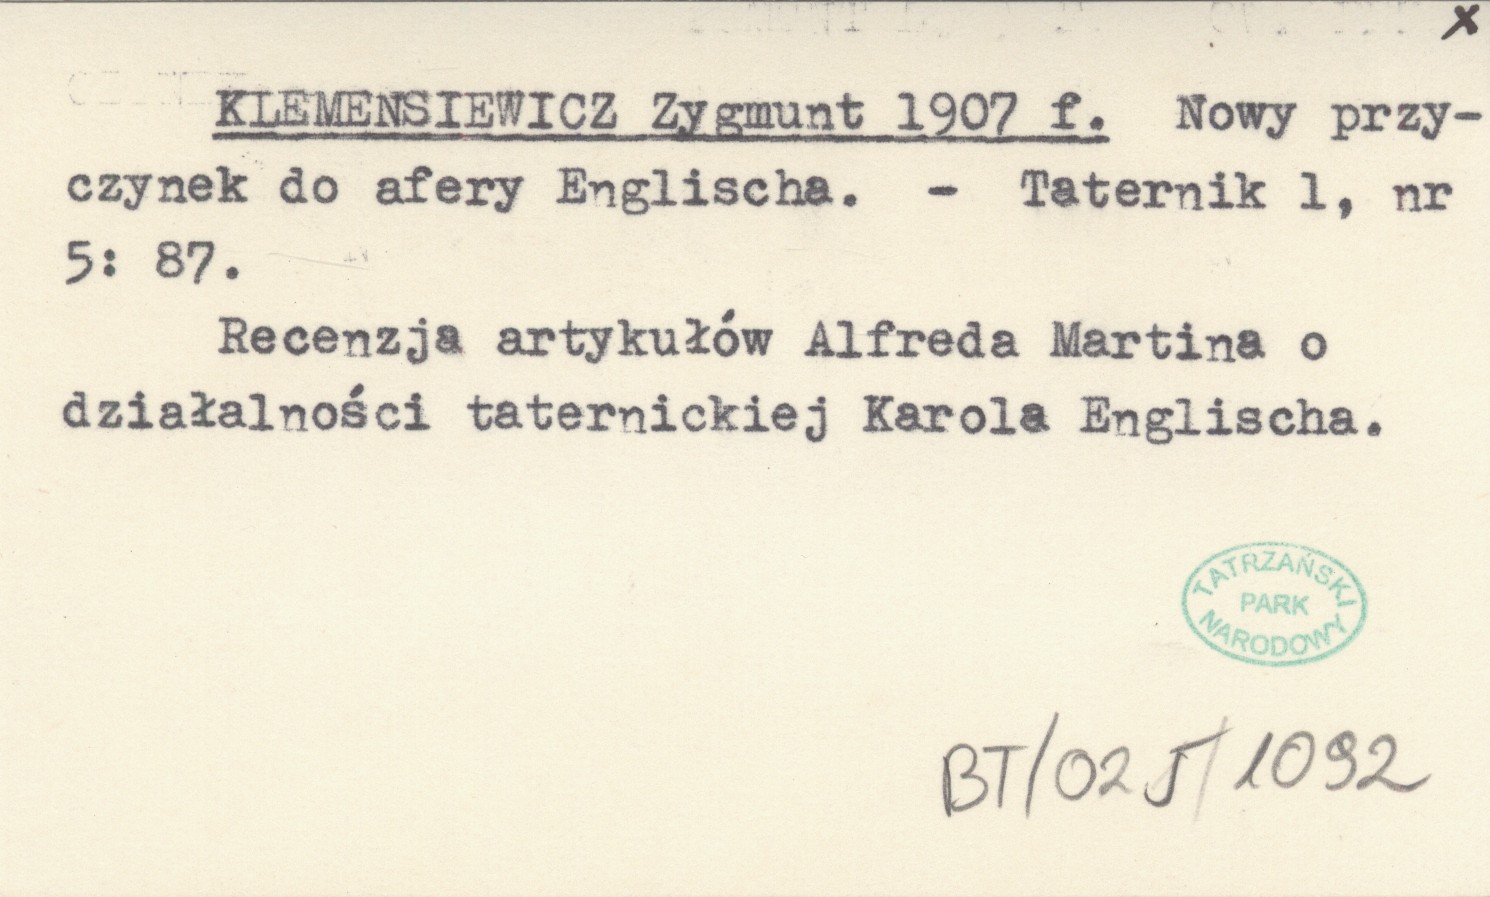 x
KLEMENSIEWICZ Zygmunt 1907 f. Nowy przy-
czynek do afery Englischa. - Taternik 1, nr
5: 87.
Recenzja artykułów Alfreda Martina o
działalności taternickiej Karola Englischa.
TATRZAŃSKI
PARK
NARODOWY
BT/025/1092